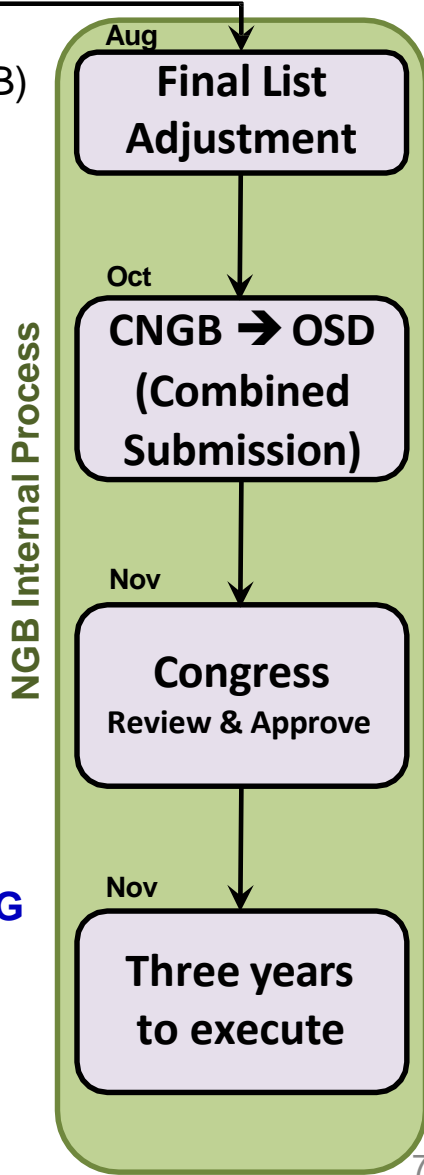 B)
Aug
Final List
Adjustment
Oct
CNGB ➔ OSD
(Combined
Submission)
NGB Internal Process
Nov
Congress
Review & Approve
G
Nov
Three years
to execute
7